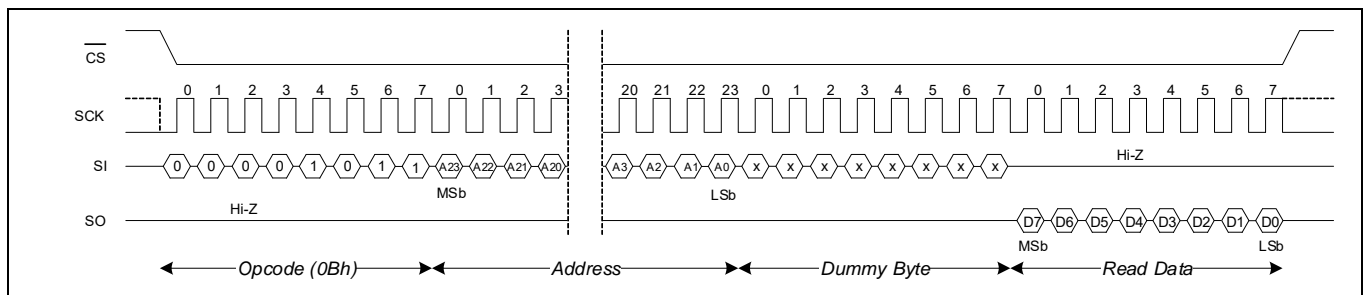 CS
0 1 2 3 4 5 6 7 0 1 2 3 20 21 22 23 0 1 2 3 4 5 6 7 0 1 2 3 4 5 6 7
SCK
Hi-Z
SI 0 0 0 0 1 0 1 1 A23 A22 A21 A20 A3 A2 A1 A0 x x x x x x x x
MSb LSb
Hi-Z
SO D7 D6 D5 D4 D3 D2 D1 D0
MSb LSb
Opcode (0Bh) Address Dummy Byte Read Data